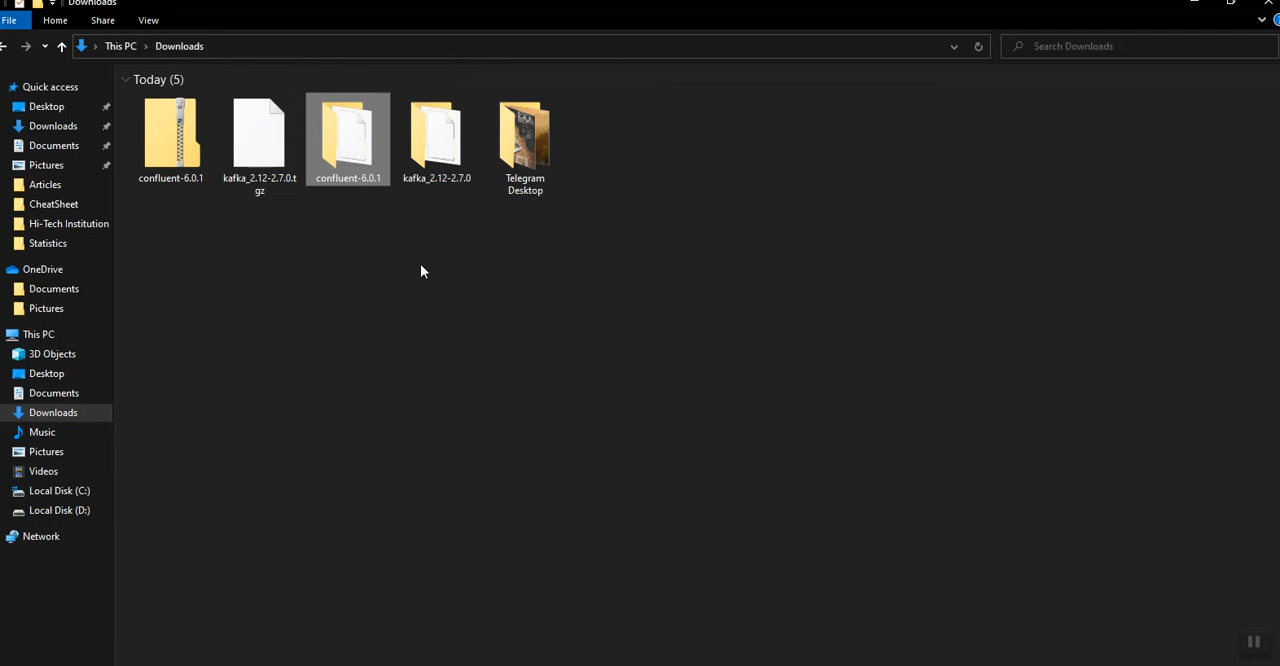 Downloads
File Home Share View
This PC Downloads
Search Downloads
Quick access
Desktop
Downloads
Documents
Pictures
Articles
CheatSheet
Hi-Tech Institution
Statistics
OneDrive
Documents
Pictures
This PC
3D Objects
Desktop
Documents
Downloads
Music
Pictures
Videos
Local Disk (C:)
Local Disk (D:)
Network
Today (5)
confluent-6.0.1
kafka_2.12-2.7.0.t
gz
confluent-6.0.1
kafka_2.12-2.7.0
Telegram
Desktop